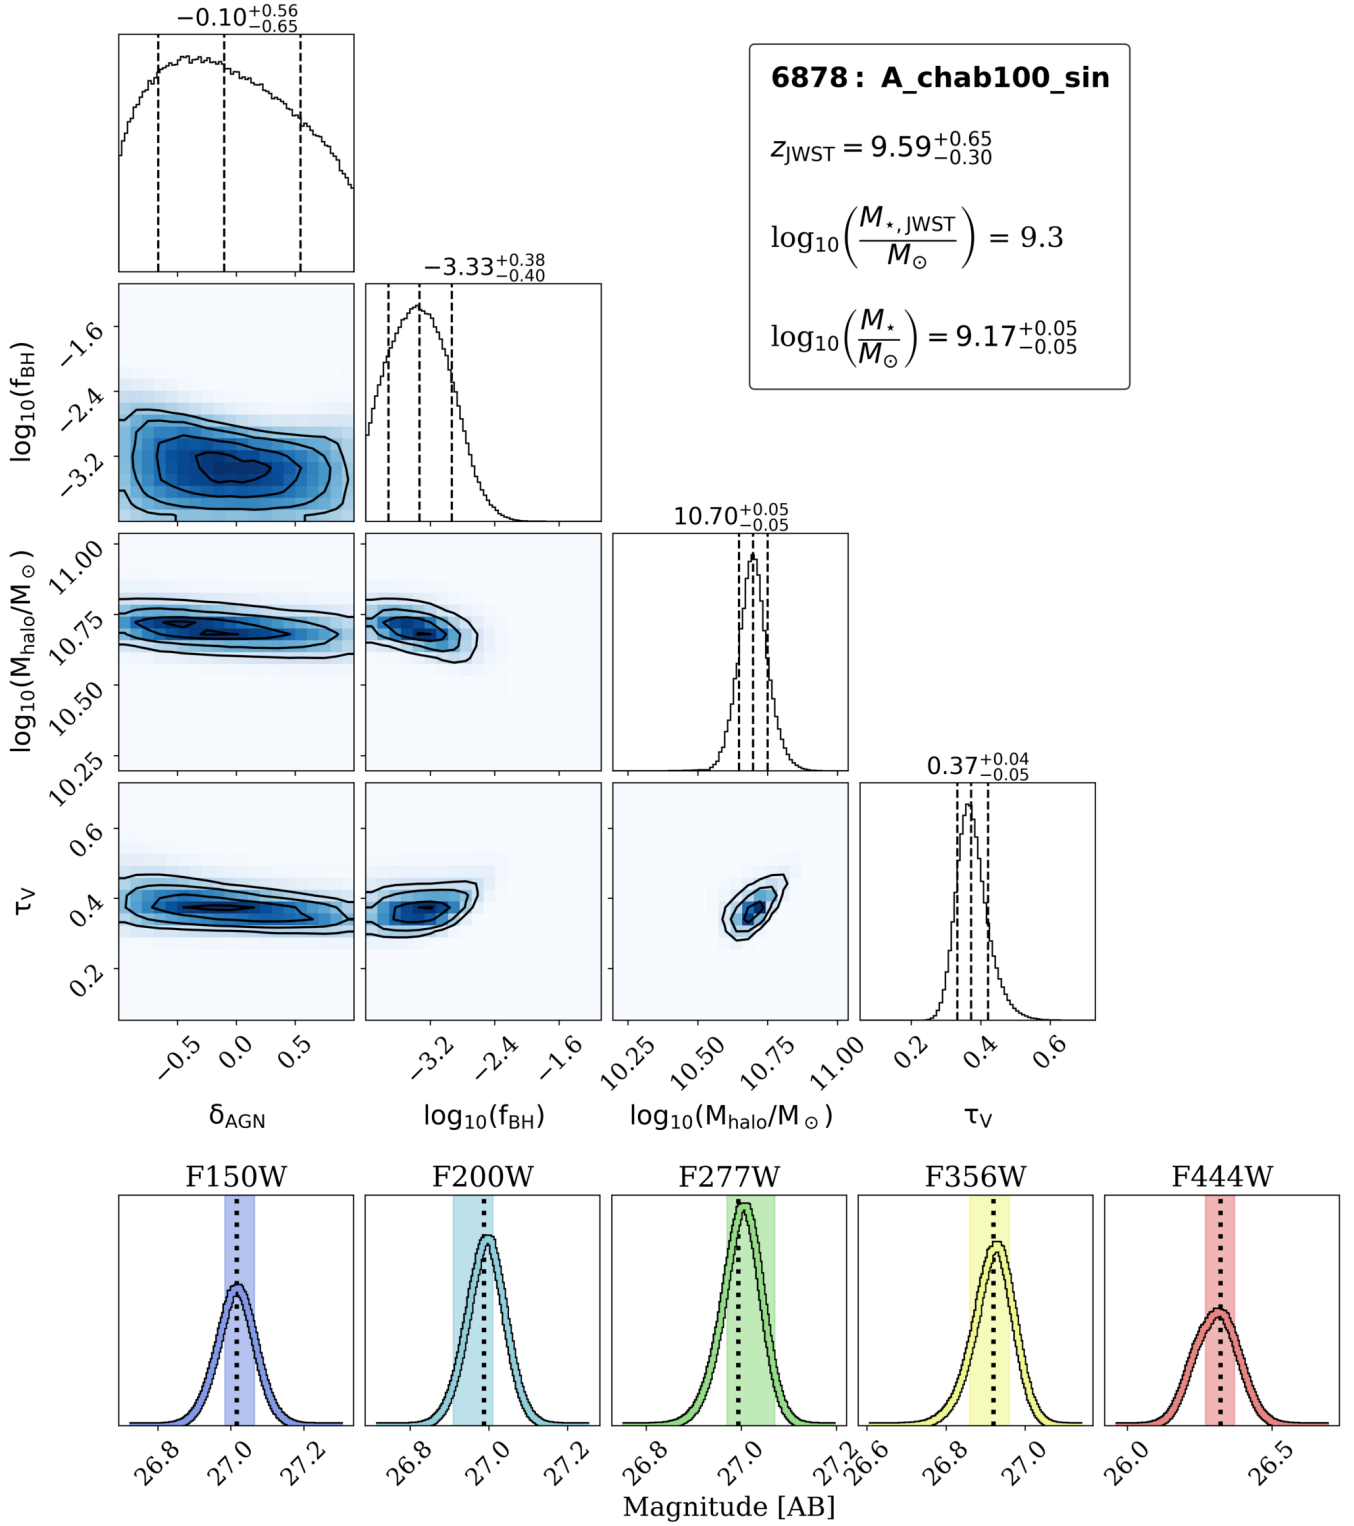 −0.10+0.56−0.65
6878: A_chab100_sin
zJWST = 9.59+0.65−0.30
log10(M⋆,JWST/M⊙) = 9.3
log10(M⋆/M⊙) = 9.17+0.05−0.05
−3.33+0.38−0.40
log10(fBH)
−1.6
−2.4
−3.2
10.70+0.05−0.05
log10(Mhalo/M⊙)
11.00
10.75
10.50
10.25
0.37+0.04−0.05
τV
0.6
0.4
0.2
−0.5 0.0 0.5 −3.2 −2.4 −1.6 10.25 10.50 10.75 11.00 0.2 0.4 0.6
δAGN log10(fBH) log10(Mhalo/M⊙) τV
F150W F200W F277W F356W F444W
26.8 27.0 27.2 26.8 27.0 27.2 26.8 27.0 27.2 26.6 26.8 27.0 26.0 26.5
Magnitude [AB]